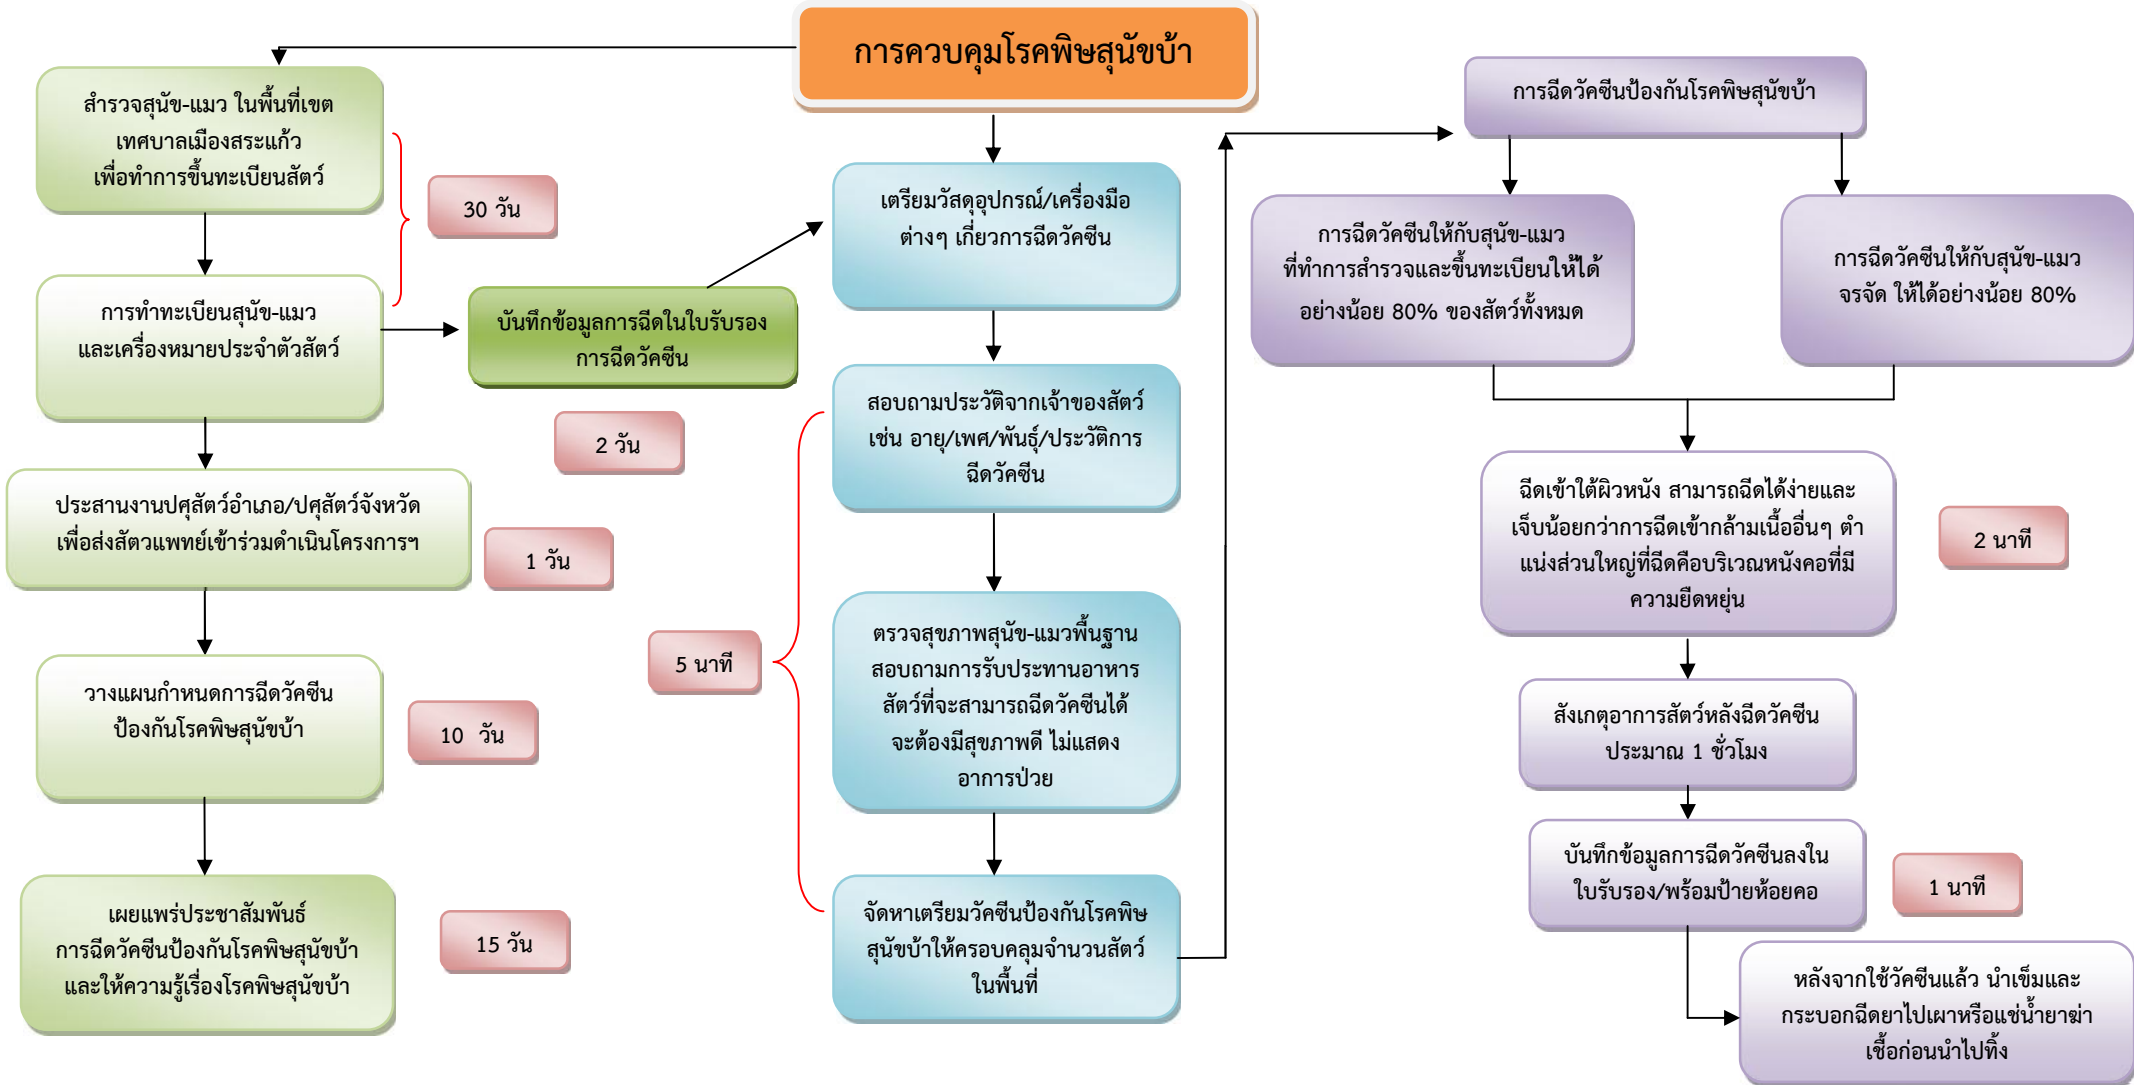 การควบคุมโรคพิษสุนัขบ้า
สำรวจสุนัข-แมว ในพื้นที่เขต
เทศบาลเมืองสระแก้ว
เพื่อทำการขึ้นทะเบียนสัตว์
30 วัน
การทำทะเบียนสุนัข-แมว
และเครื่องหมายประจำตัวสัตว์
บันทึกข้อมูลการฉีดในใบรับรอง
การฉีดวัคซีน
2 วัน
ประสานงานปศุสัตว์อำเภอ/ปศุสัตว์จังหวัด
เพื่อส่งสัตวแพทย์เข้าร่วมดำเนินโครงการฯ
1 วัน
วางแผนกำหนดการฉีดวัคซีน
ป้องกันโรคพิษสุนัขบ้า
10 วัน
เผยแพร่ประชาสัมพันธ์
การฉีดวัคซีนป้องกันโรคพิษสุนัขบ้า
และให้ความรู้เรื่องโรคพิษสุนัขบ้า
15 วัน
เตรียมวัสดุอุปกรณ์/เครื่องมือ
ต่างๆ เกี่ยวการฉีดวัคซีน
สอบถามประวัติจากเจ้าของสัตว์
เช่น อายุ/เพศ/พันธุ์/ประวัติการ
ฉีดวัคซีน
5 นาที
ตรวจสุขภาพสุนัข-แมวพื้นฐาน
สอบถามการรับประทานอาหาร
สัตว์ที่จะสามารถฉีดวัคซีนได้
จะต้องมีสุขภาพดี ไม่แสดง
อาการป่วย
จัดหาเตรียมวัคซีนป้องกันโรคพิษ
สุนัขบ้าให้ครอบคลุมจำนวนสัตว์
ในพื้นที่
การฉีดวัคซีนป้องกันโรคพิษสุนัขบ้า
การฉีดวัคซีนให้กับสุนัข-แมว
ที่ทำการสำรวจและขึ้นทะเบียนให้ได้
อย่างน้อย 80% ของสัตว์ทั้งหมด
การฉีดวัคซีนให้กับสุนัข-แมว
จรจัด ให้ได้อย่างน้อย 80%
ฉีดเข้าใต้ผิวหนัง สามารถฉีดได้ง่ายและ
เจ็บน้อยกว่าการฉีดเข้ากล้ามเนื้ออื่นๆ ตำ
แน่งส่วนใหญ่ที่ฉีดคือบริเวณหนังคอที่มี
ความยืดหยุ่น
2 นาที
สังเกตุอาการสัตว์หลังฉีดวัคซีน
ประมาณ 1 ชั่วโมง
บันทึกข้อมูลการฉีดวัคซีนลงใน
ใบรับรอง/พร้อมป้ายห้อยคอ
1 นาที
หลังจากใช้วัคซีนแล้ว นำเข็มและ
กระบอกฉีดยาไปเผาหรือแช่น้ำยาฆ่า
เชื้อก่อนนำไปทิ้ง